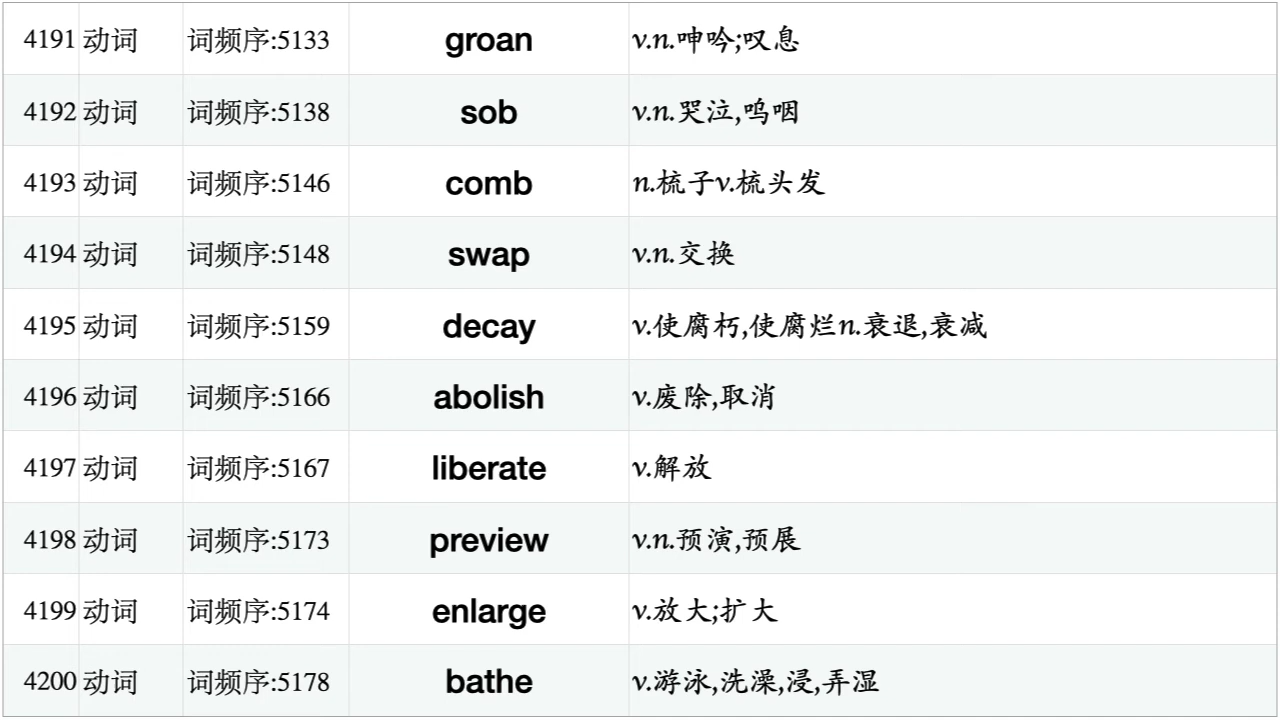 4191 动词 词频序:5133 groan v.n.呻吟;叹息
4192 动词 词频序:5138 sob v.n.哭泣,呜咽
4193 动词 词频序:5146 comb n.梳子v.梳头发
4194 动词 词频序:5148 swap v.n.交换
4195 动词 词频序:5159 decay v.使腐朽,使腐烂n.衰退,衰减
4196 动词 词频序:5166 abolish v.废除,取消
4197 动词 词频序:5167 liberate v.解放
4198 动词 词频序:5173 preview v.n.预演,预展
4199 动词 词频序:5174 enlarge v.放大;扩大
4200 动词 词频序:5178 bathe v.游泳,洗澡,浸,弄湿